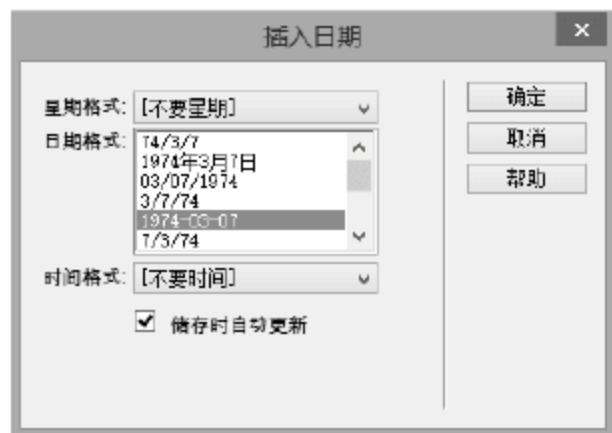 插入日期
星期格式: [不要星期]
日期格式: 74/3/7
1974年3月7日
03/07/1974
3/7/74
1974-03-07
7/3/74
时间格式: [不要时间]
储存时自动更新
确定
取消
帮助